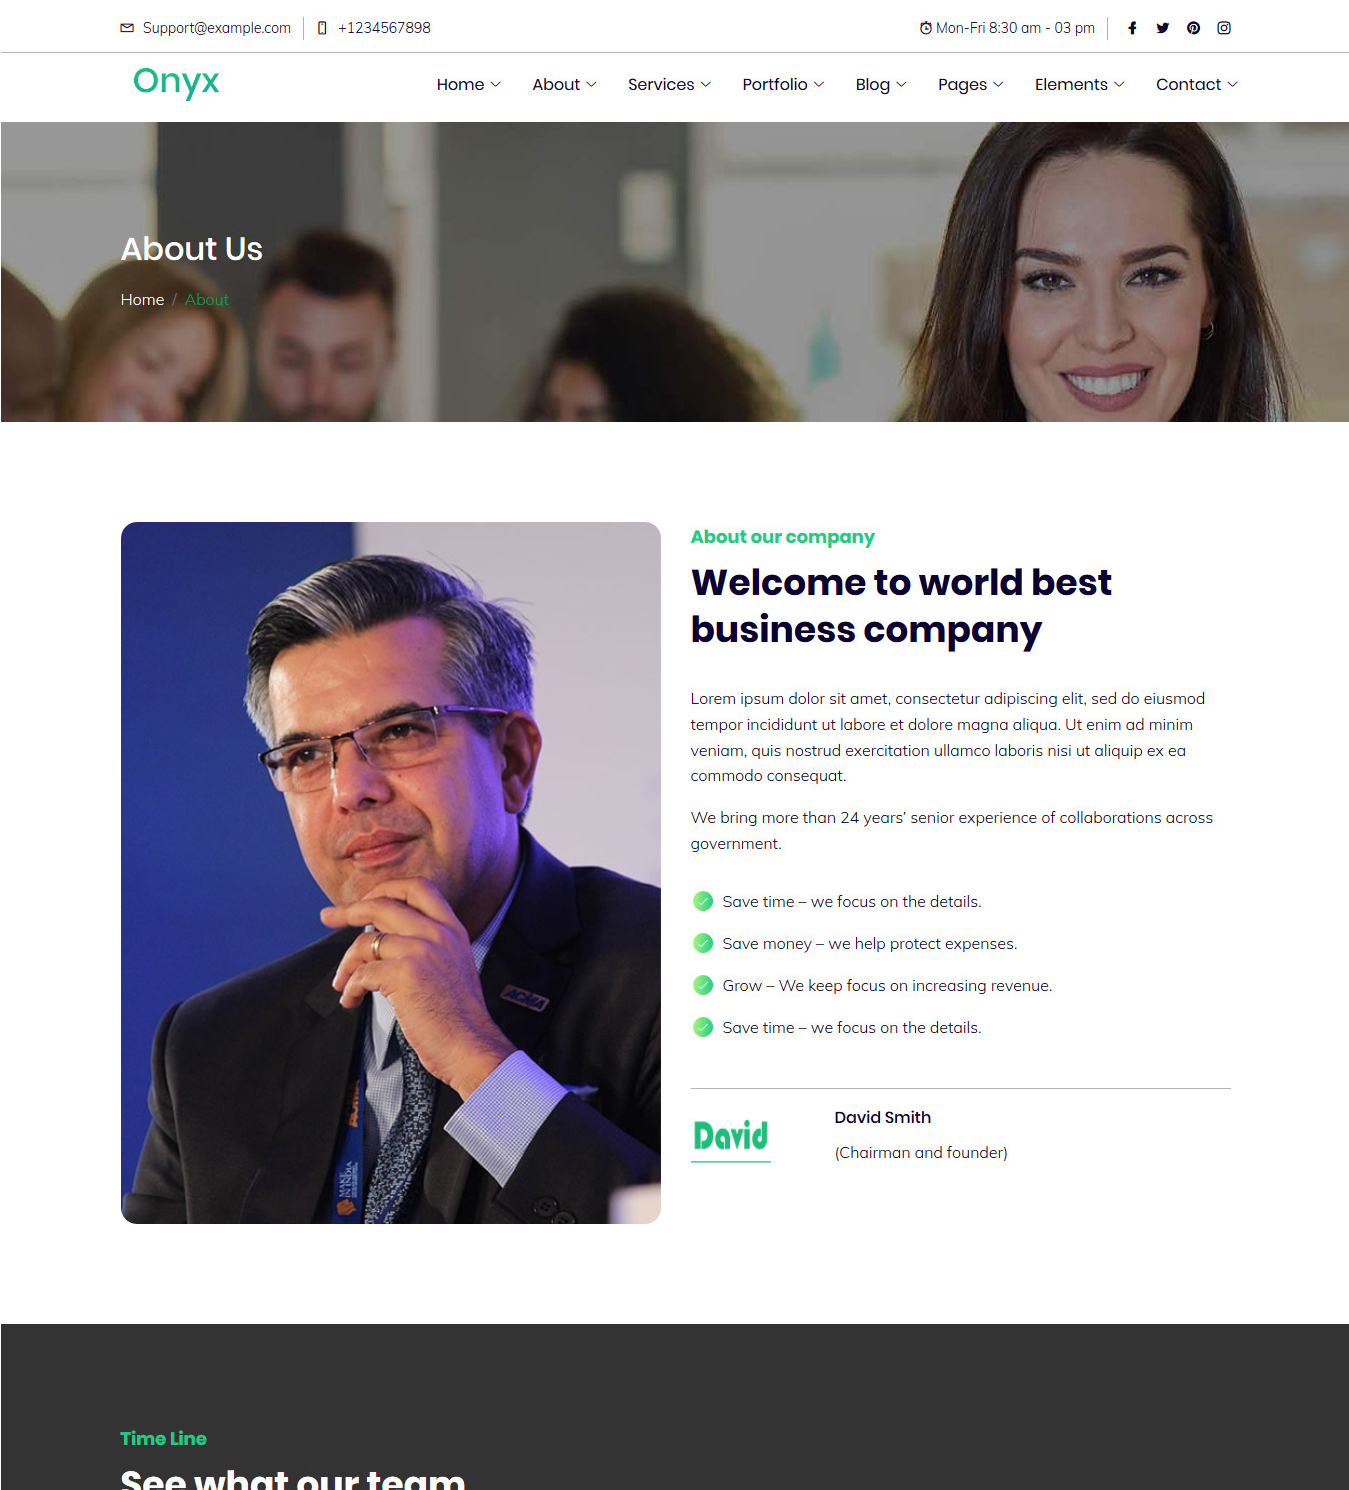 Support@example.com
+1234567898
Mon-Fri 8:30 am - 03 pm
Onyx
Home
About
Services
Portfolio
Blog
Pages
Elements
Contact
About Us
Home / About
About our company
Welcome to world best
business company
Lorem ipsum dolor sit amet, consectetur adipiscing elit, sed do eiusmod
tempor incididunt ut labore et dolore magna aliqua. Ut enim ad minim
veniam, quis nostrud exercitation ullamco laboris nisi ut aliquip ex ea
commodo consequat.
We bring more than 24 years’ senior experience of collaborations across
government.
Save time – we focus on the details.
Save money – we help protect expenses.
Grow – We keep focus on increasing revenue.
Save time – we focus on the details.
David
David Smith
(Chairman and founder)
ACMA
MAKE
IN INDIA
Time Line
See what our team